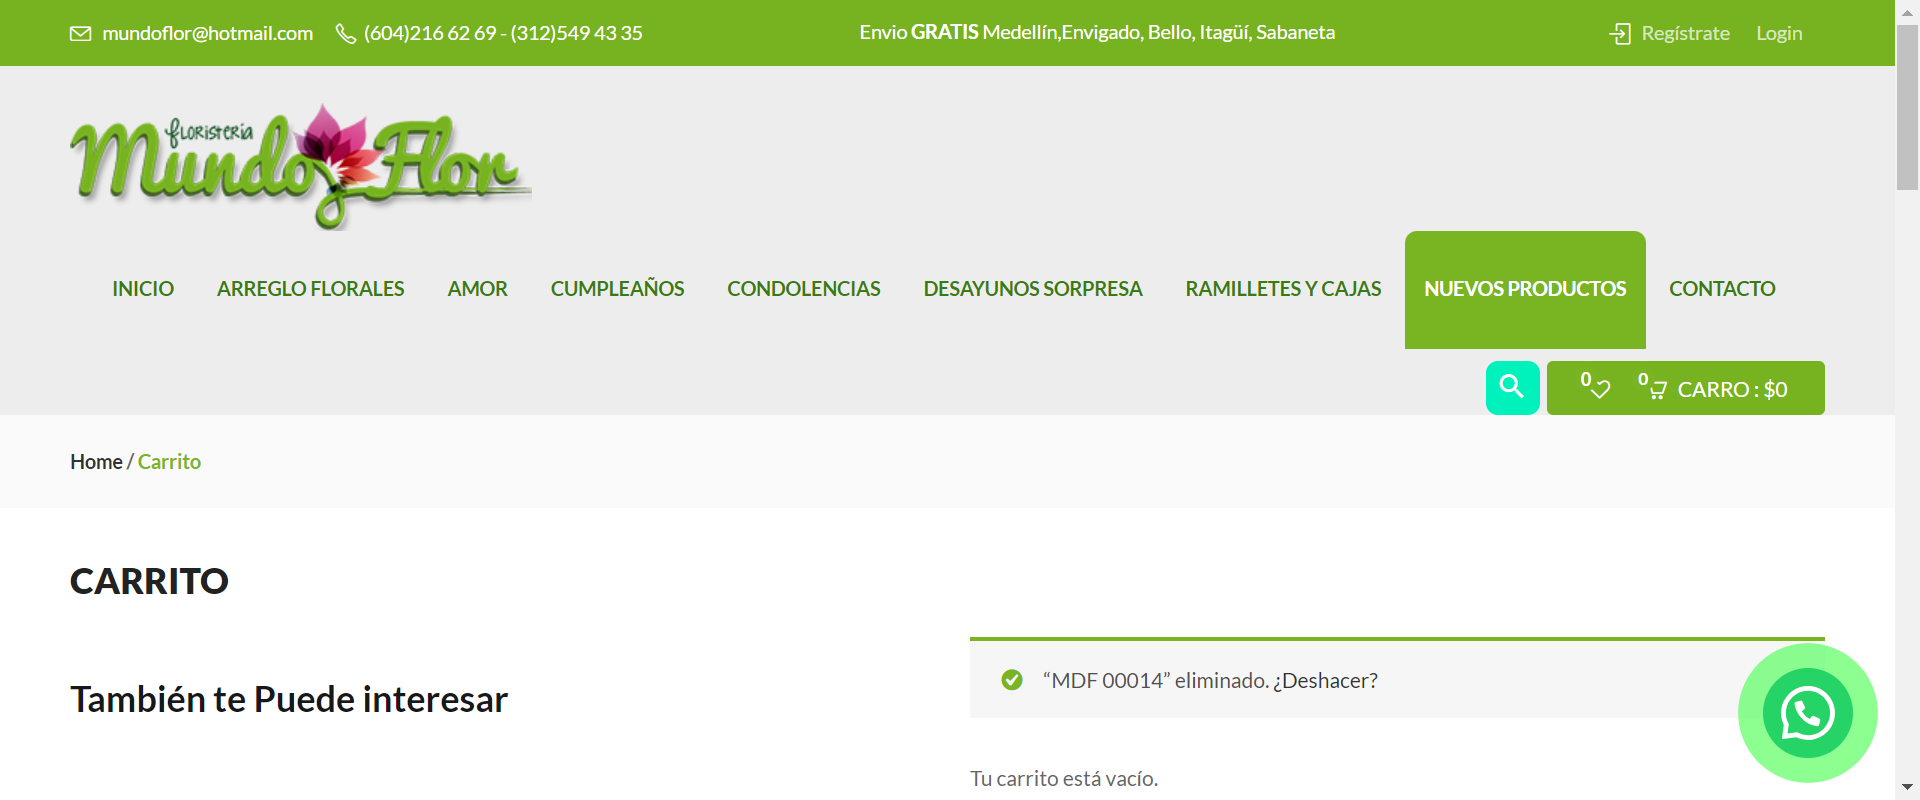 mundoflor@hotmail.com (604)216 62 69 - (312)549 43 35 Envio GRATIS Medellín,Envigado, Bello, Itagüí, Sabaneta Regístrate Login
floristeria
Mundo Flor
INICIO ARREGLO FLORALES AMOR CUMPLEAÑOS CONDOLENCIAS DESAYUNOS SORPRESA RAMILLETES Y CAJAS NUEVOS PRODUCTOS CONTACTO
0 0 CARRO : $0
Home / Carrito
CARRITO
También te Puede interesar
“MDF 00014” eliminado. ¿Deshacer?
Tu carrito está vacío.